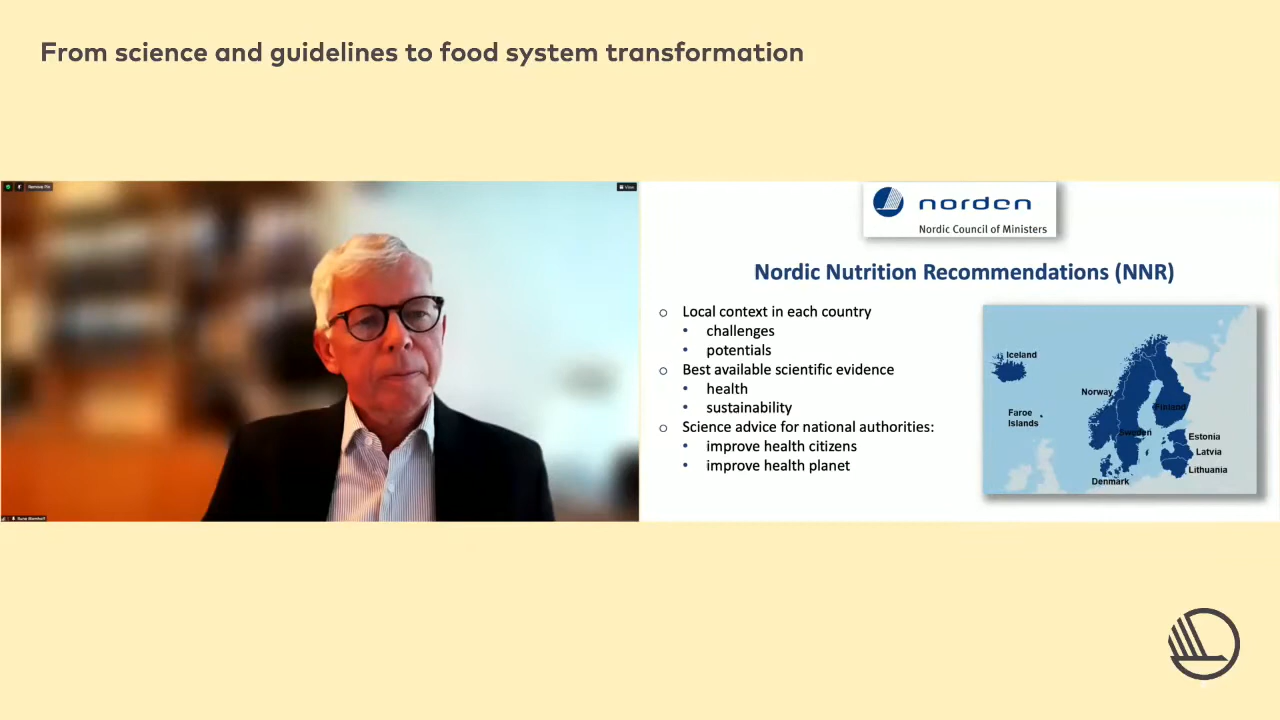 From science and guidelines to food system transformation
View
norden
Nordic Council of Ministers
Nordic Nutrition Recommendations (NNR)
○ Local context in each country
• challenges
• potentials
○ Best available scientific evidence
• health
• sustainability
○ Science advice for national authorities:
• improve health citizens
• improve health planet
Iceland
Norway
Finland
Faroe
Islands
Sweden
Estonia
Latvia
Lithuania
Denmark